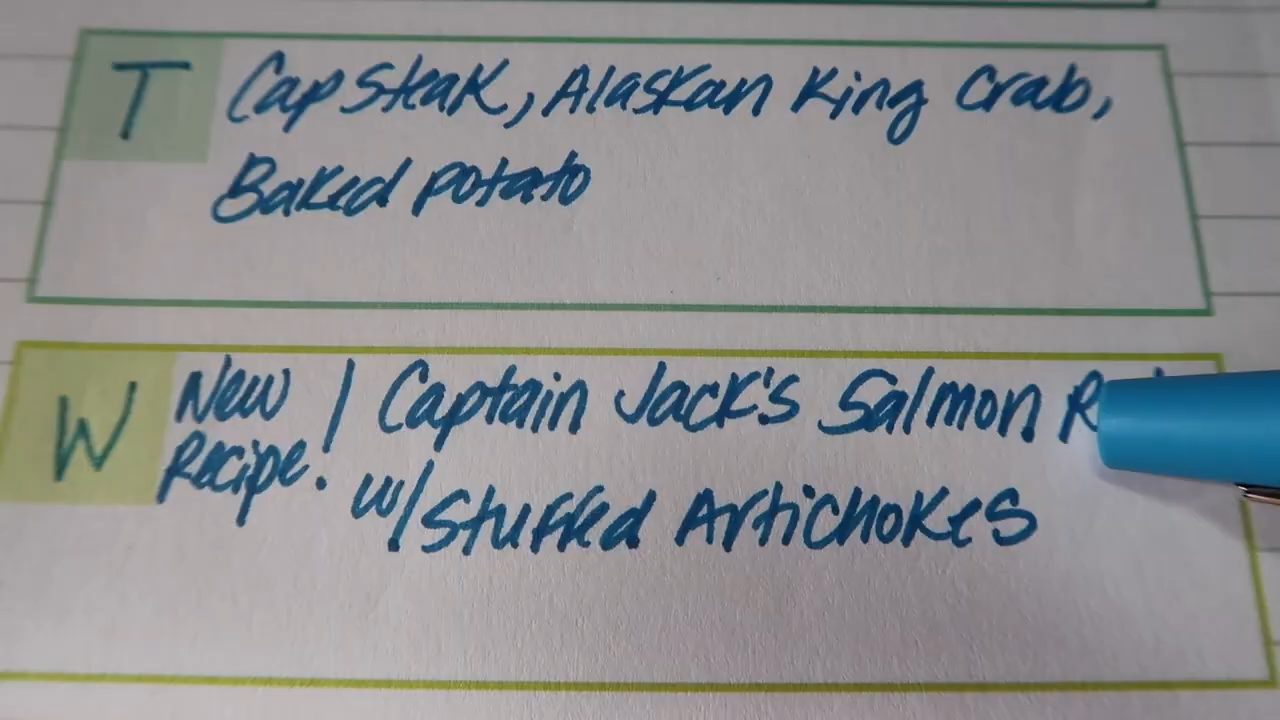 T Cap Steak, Alaskan King Crab,
Baked potato
W New Recipe! Captain Jack's Salmon
w/ Stuffed Artichokes